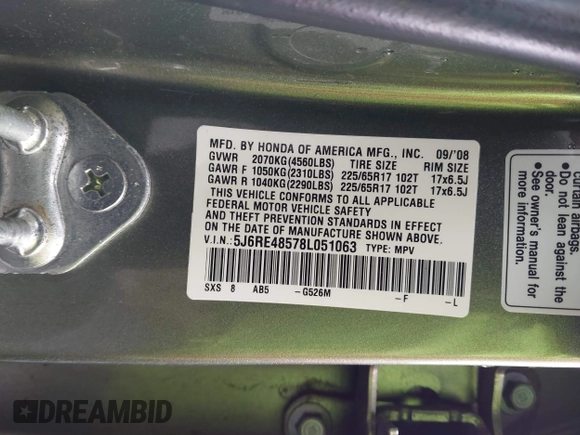 MFD. BY HONDA OF AMERICA MFG., INC. 09/'08
GVWR 2070KG(4560LBS) TIRE SIZE RIM SIZE
GAWR F 1050KG(2310LBS) 225/65R17 102T 17x6.5J
GAWR R 1040KG(2290LBS) 225/65R17 102T 17x6.5J
THIS VEHICLE CONFORMS TO ALL APPLICABLE
FEDERAL MOTOR VEHICLE SAFETY
AND THEFT PREVENTION STANDARDS IN EFFECT
ON THE DATE OF MANUFACTURE SHOWN ABOVE.
V.I.N.: 5J6RE48578L051063 TYPE: MPV
SXS 8 AB5 -G526M -F -L
curtain airbags.
•Do not lean against the
door.
•See owner's manual for
more information.
DREAMBID